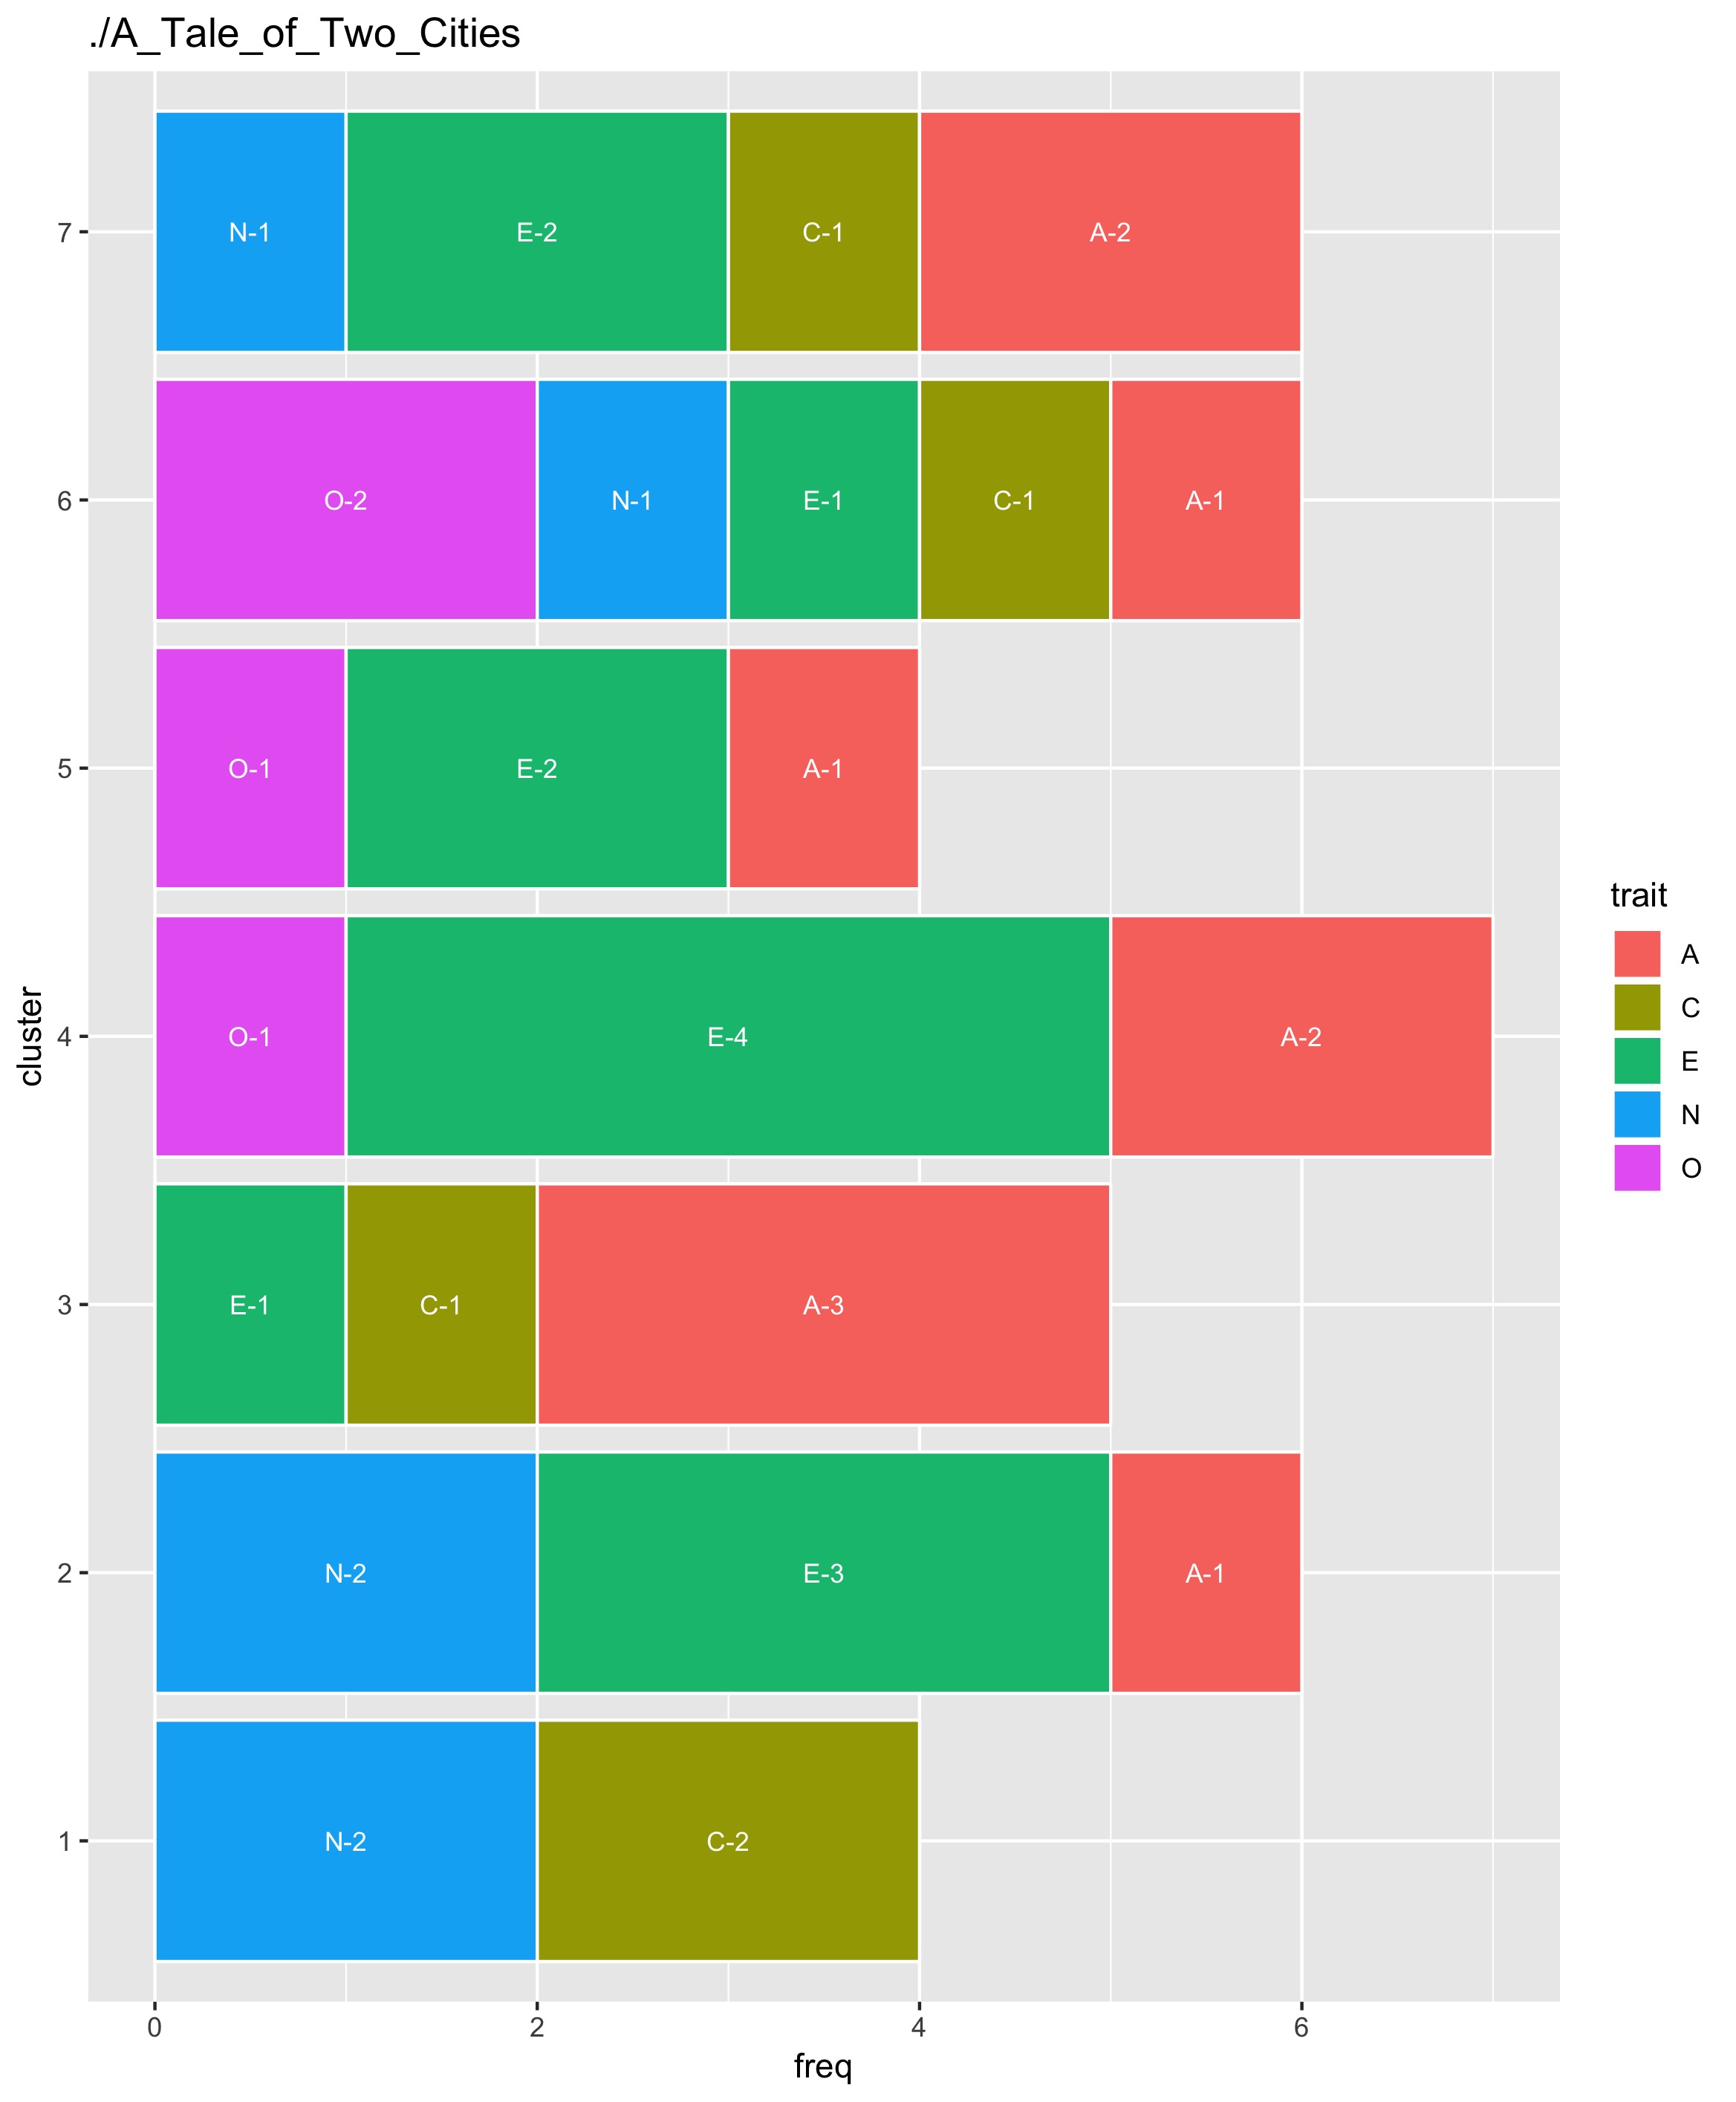 ./A_Tale_of_Two_Cities
cluster
7
N-1 E-2 C-1 A-2
6
O-2 N-1 E-1 C-1 A-1
5
O-1 E-2 A-1
4
O-1 E-4 A-2
3
E-1 C-1 A-3
2
N-2 E-3 A-1
1
N-2 C-2
0 2 4 6
freq
trait
A
C
E
N
O